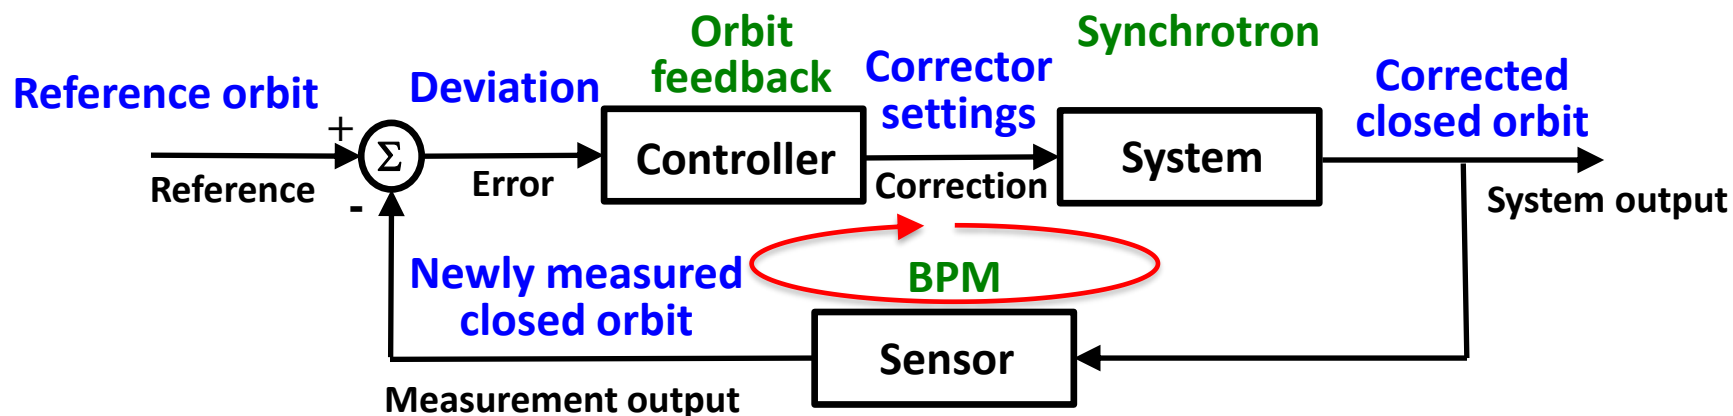 Orbit
feedback
Synchrotron
Reference orbit
Deviation
Corrector
settings
Corrected
closed orbit
+
Σ
Controller
System
Reference
-
Error
Correction
System output
Newly measured
closed orbit
BPM
Sensor
Measurement output